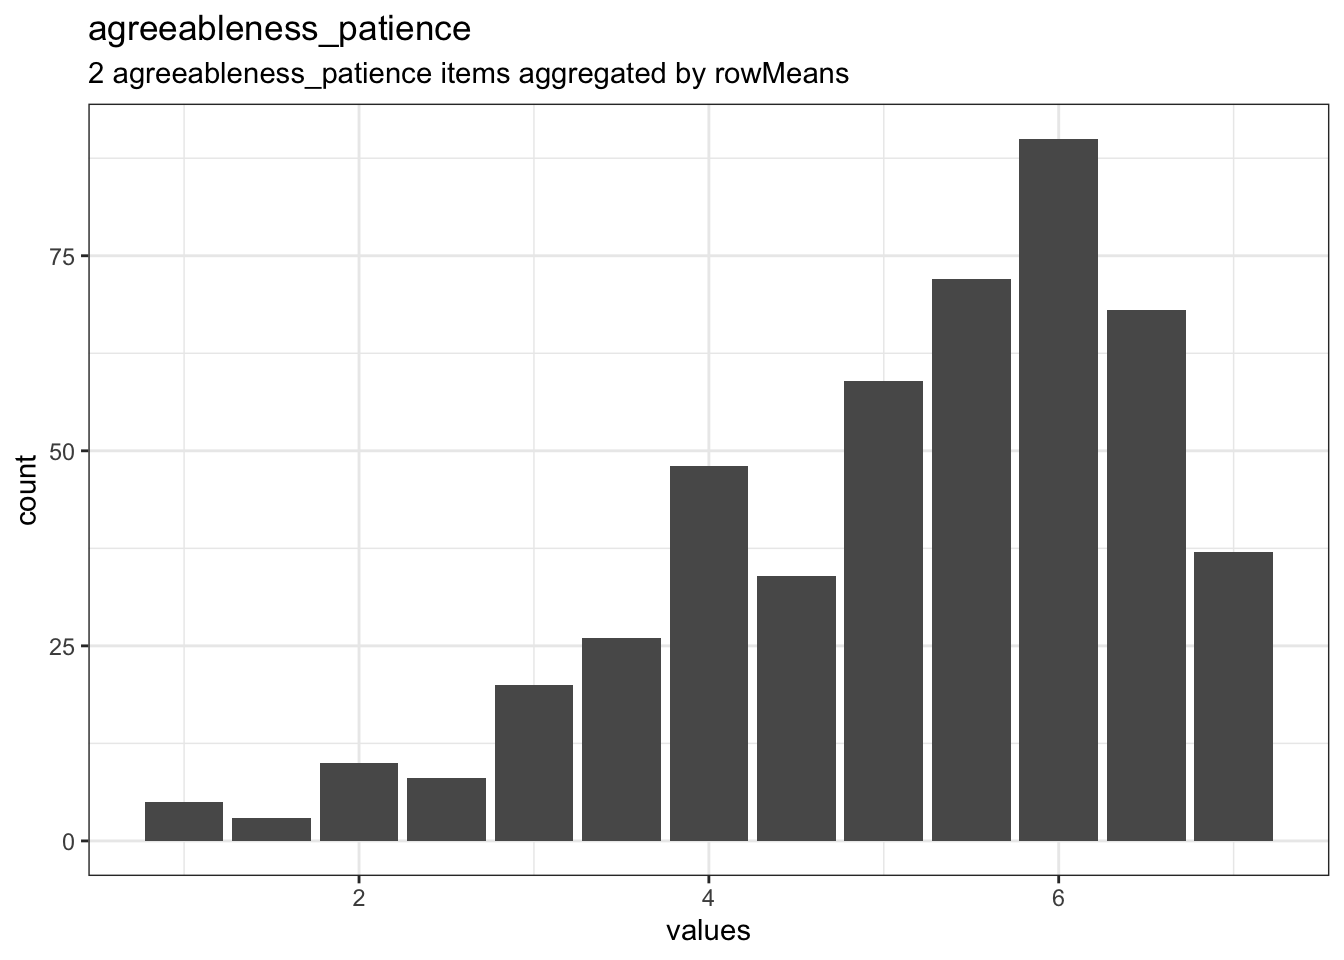 agreeableness_patience
2 agreeableness_patience items aggregated by rowMeans
75
50
25
0
count
2 4 6
values